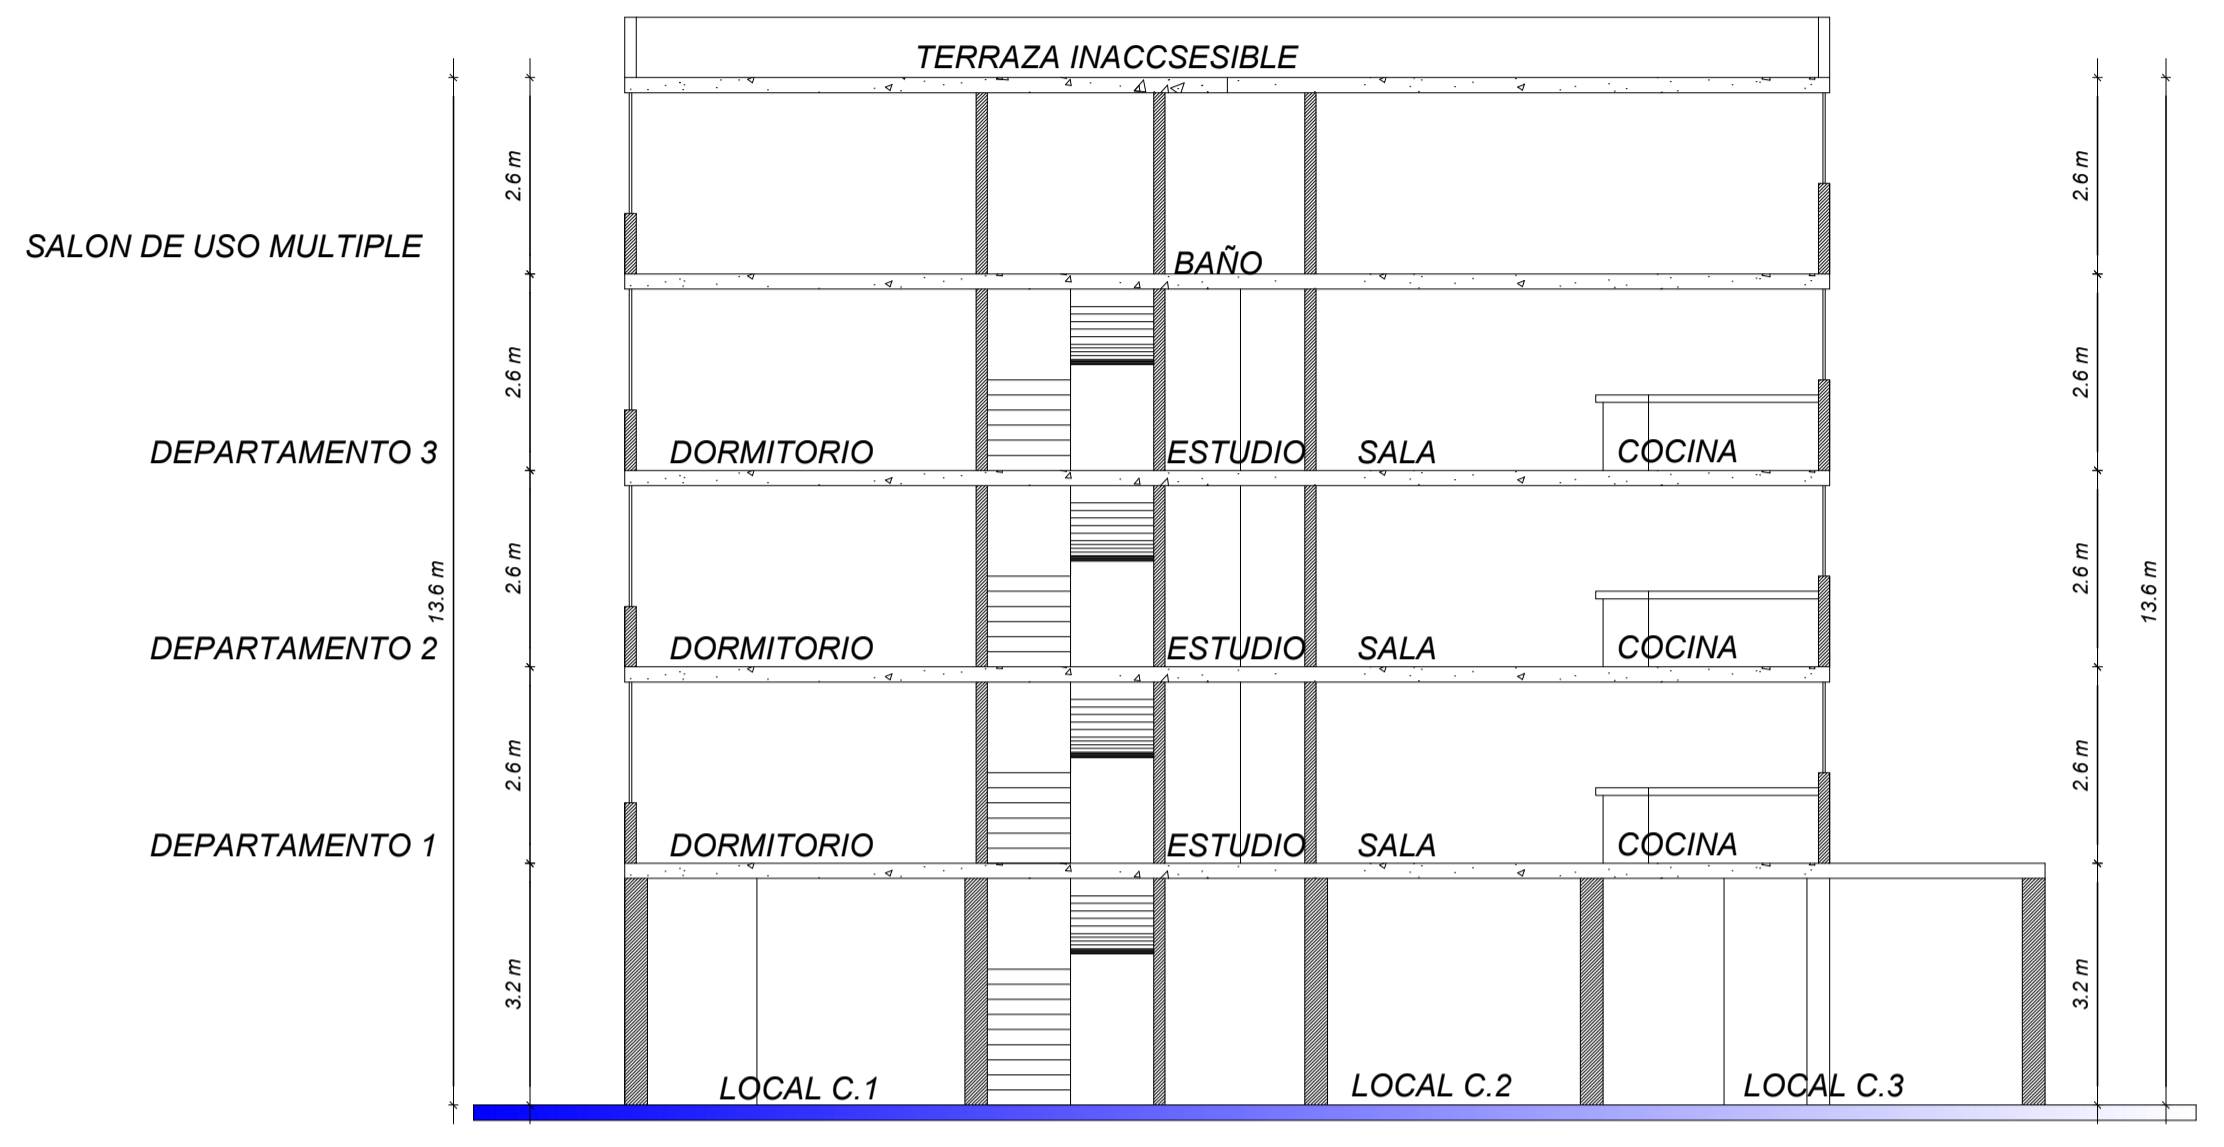 TERRAZA INACCSESIBLE
2.6 m
2.6 m
SALON DE USO MULTIPLE
BAÑO
2.6 m
2.6 m
DEPARTAMENTO 3
DORMITORIO
ESTUDIO
SALA
COCINA
2.6 m
2.6 m
13.6 m
13.6 m
DEPARTAMENTO 2
DORMITORIO
ESTUDIO
SALA
COCINA
2.6 m
2.6 m
DEPARTAMENTO 1
DORMITORIO
ESTUDIO
SALA
COCINA
3.2 m
3.2 m
LOCAL C.1
LOCAL C.2
LOCAL C.3